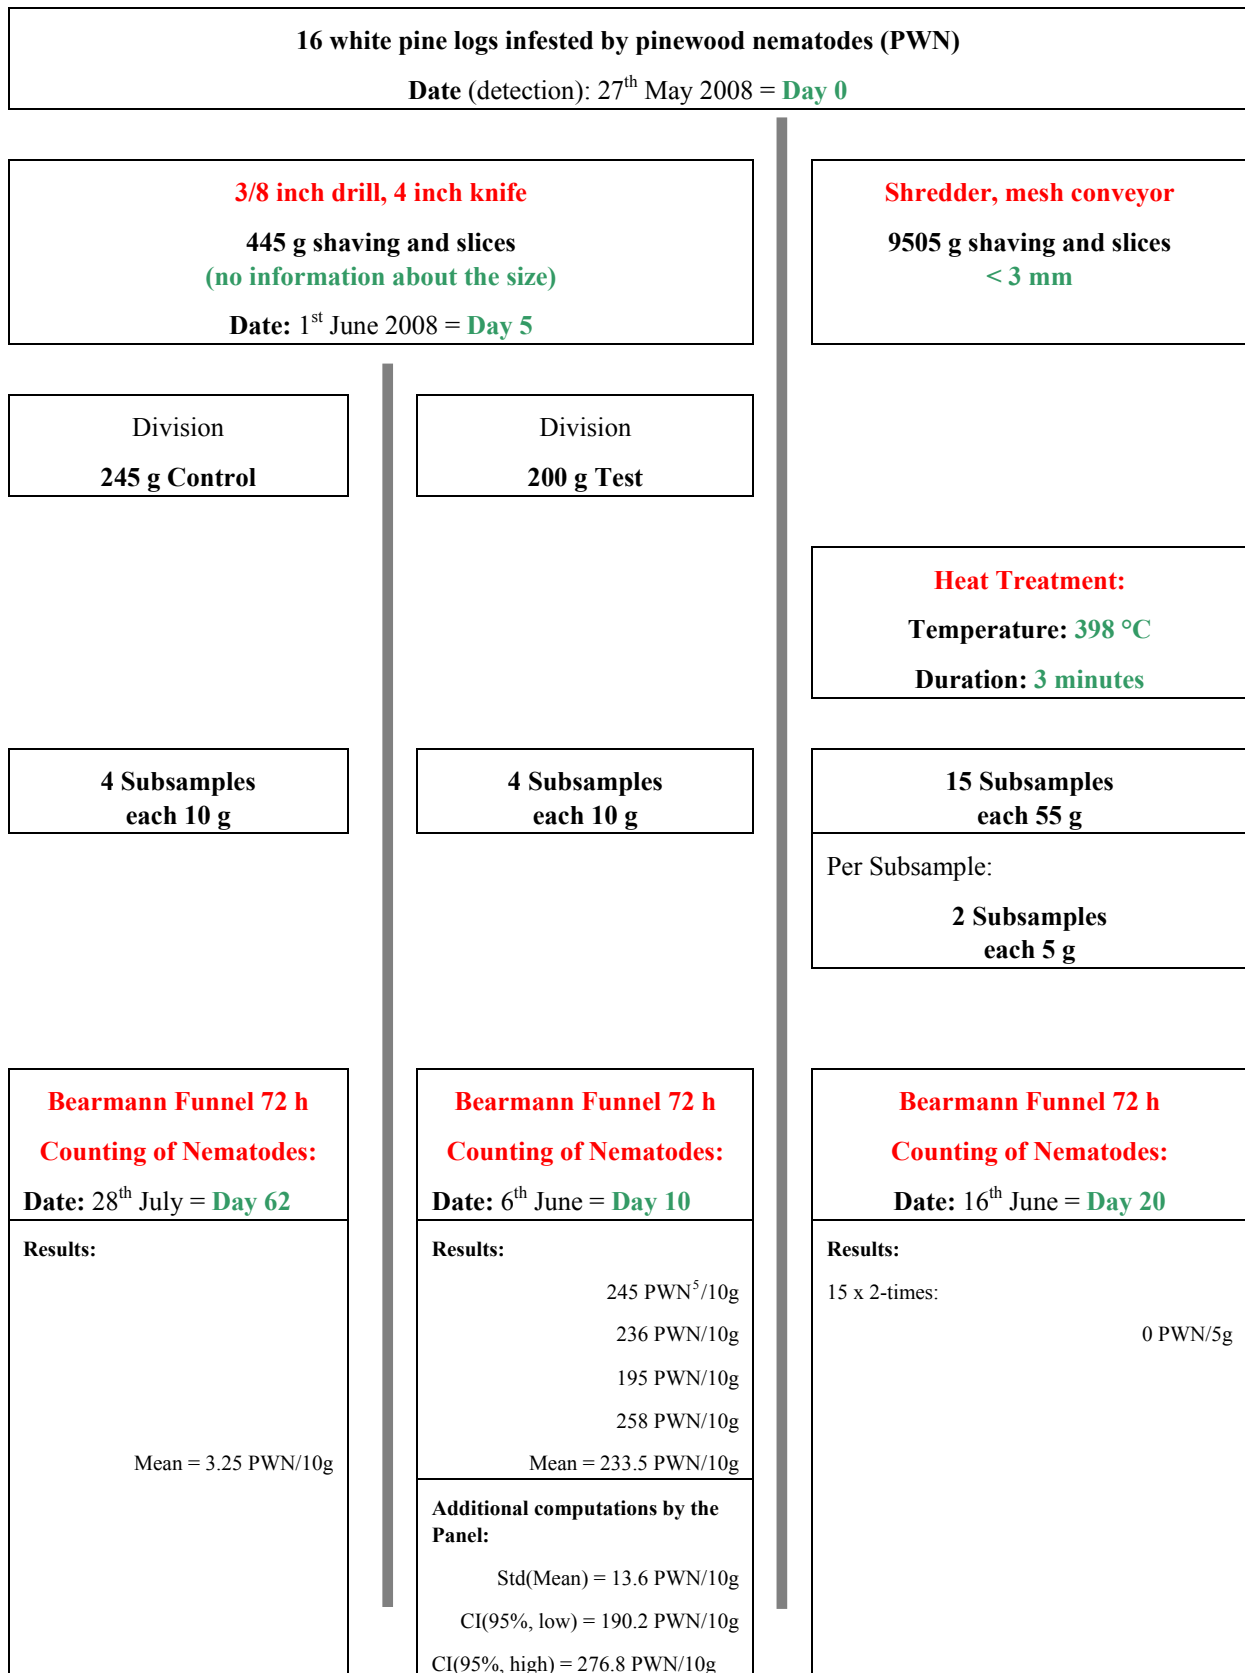 16 white pine logs infested by pinewood nematodes (PWN)
Date (detection): 27th May 2008 = Day 0
3/8 inch drill, 4 inch knife
445 g shaving and slices
(no information about the size)
Date: 1st June 2008 = Day 5
Shredder, mesh conveyor
9505 g shaving and slices
< 3 mm
Division
245 g Control
Division
200 g Test
Heat Treatment:
Temperature: 398 °C
Duration: 3 minutes
4 Subsamples
each 10 g
4 Subsamples
each 10 g
15 Subsamples
each 55 g
Per Subsample:
2 Subsamples
each 5 g
Bearmann Funnel 72 h
Counting of Nematodes:
Date: 28th July = Day 62
Results:
Mean = 3.25 PWN/10g
Bearmann Funnel 72 h
Counting of Nematodes:
Date: 6th June = Day 10
Results:
245 PWN5/10g
236 PWN/10g
195 PWN/10g
258 PWN/10g
Mean = 233.5 PWN/10g
Additional computations by the
Panel:
Std(Mean) = 13.6 PWN/10g
CI(95%, low) = 190.2 PWN/10g
CI(95%, high) = 276.8 PWN/10g
Bearmann Funnel 72 h
Counting of Nematodes:
Date: 16th June = Day 20
Results:
15 x 2-times:
0 PWN/5g